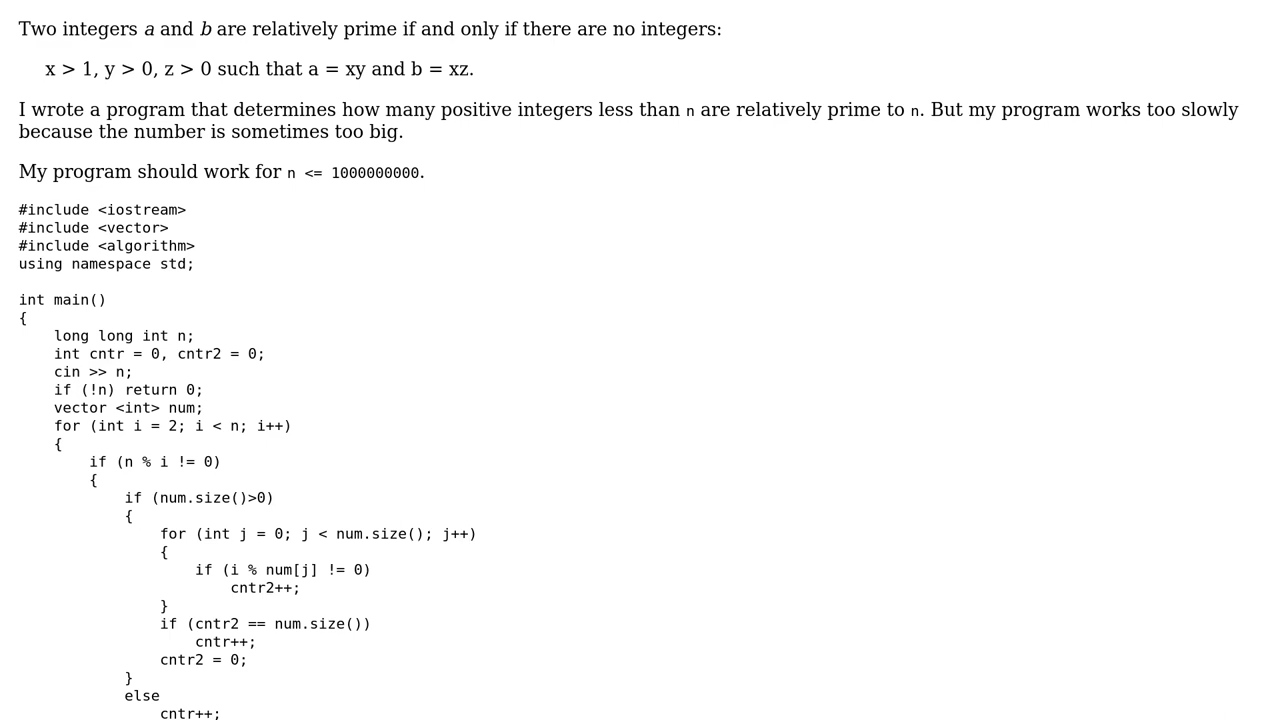 Two integers a and b are relatively prime if and only if there are no integers:
x > 1, y > 0, z > 0 such that a = xy and b = xz.
I wrote a program that determines how many positive integers less than n are relatively prime to n. But my program works too slowly
because the number is sometimes too big.
My program should work for n <= 1000000000.
#include <iostream>
#include <vector>
#include <algorithm>
using namespace std;
int main()
{
    long long int n;
    int cntr = 0, cntr2 = 0;
    cin >> n;
    if (!n) return 0;
    vector <int> num;
    for (int i = 2; i < n; i++)
    {
        if (n % i != 0)
        {
            if (num.size()>0)
            {
                for (int j = 0; j < num.size(); j++)
                {
                    if (i % num[j] != 0)
                        cntr2++;
                }
                if (cntr2 == num.size())
                    cntr++;
                cntr2 = 0;
            }
            else
                cntr++;